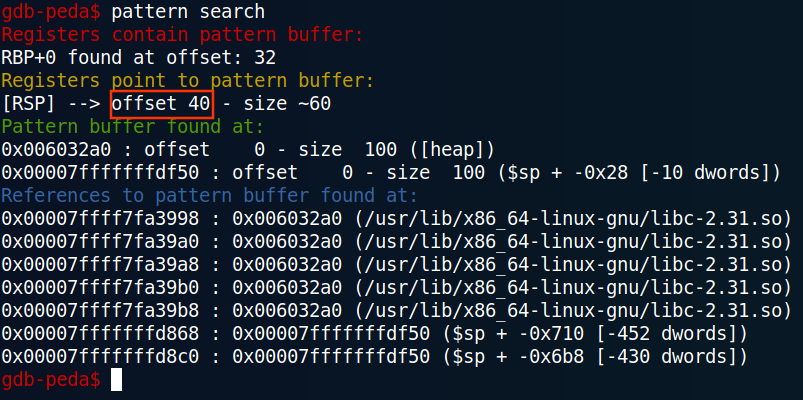 gdb-peda$ pattern search
Registers contain pattern buffer:
RBP+0 found at offset: 32
Registers point to pattern buffer:
[RSP] --> offset 40 - size ~60
Pattern buffer found at:
0x006032a0 : offset    0 - size  100 ([heap])
0x00007fffffffdf50 : offset    0 - size  100 ($sp + -0x28 [-10 dwords])
References to pattern buffer found at:
0x00007ffff7fa3998 : 0x006032a0 (/usr/lib/x86_64-linux-gnu/libc-2.31.so)
0x00007ffff7fa39a0 : 0x006032a0 (/usr/lib/x86_64-linux-gnu/libc-2.31.so)
0x00007ffff7fa39a8 : 0x006032a0 (/usr/lib/x86_64-linux-gnu/libc-2.31.so)
0x00007ffff7fa39b0 : 0x006032a0 (/usr/lib/x86_64-linux-gnu/libc-2.31.so)
0x00007ffff7fa39b8 : 0x006032a0 (/usr/lib/x86_64-linux-gnu/libc-2.31.so)
0x00007fffffffd868 : 0x00007fffffffdf50 ($sp + -0x710 [-452 dwords])
0x00007fffffffd8c0 : 0x00007fffffffdf50 ($sp + -0x6b8 [-430 dwords])
gdb-peda$